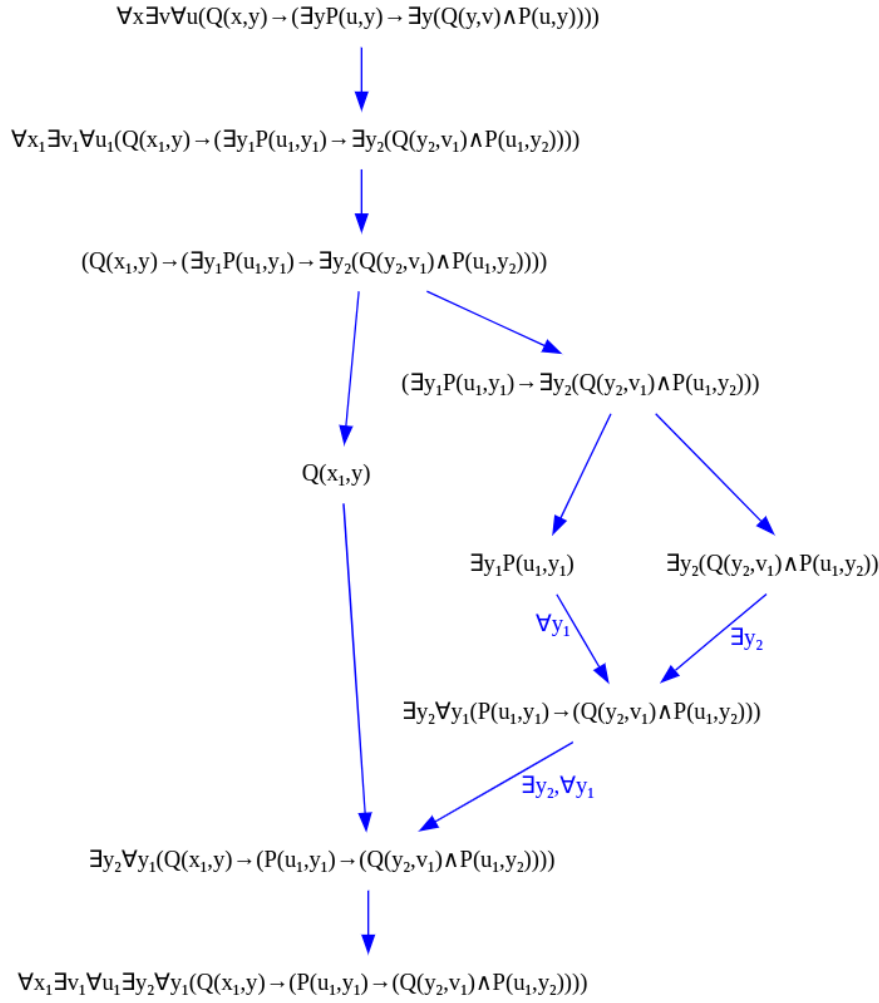 ∀x∃v∀u(Q(x,y)→(∃yP(u,y)→∃y(Q(y,v)∧P(u,y))))
∀x₁∃v₁∀u₁(Q(x₁,y)→(∃y₁P(u₁,y₁)→∃y₂(Q(y₂,v₁)∧P(u₁,y₂))))
(Q(x₁,y)→(∃y₁P(u₁,y₁)→∃y₂(Q(y₂,v₁)∧P(u₁,y₂))))
(∃y₁P(u₁,y₁)→∃y₂(Q(y₂,v₁)∧P(u₁,y₂)))
Q(x₁,y)
∃y₁P(u₁,y₁)
∃y₂(Q(y₂,v₁)∧P(u₁,y₂))
∀y₁
∃y₂
∃y₂∀y₁(P(u₁,y₁)→(Q(y₂,v₁)∧P(u₁,y₂)))
∃y₂,∀y₁
∃y₂∀y₁(Q(x₁,y)→(P(u₁,y₁)→(Q(y₂,v₁)∧P(u₁,y₂))))
∀x₁∃v₁∀u₁∃y₂∀y₁(Q(x₁,y)→(P(u₁,y₁)→(Q(y₂,v₁)∧P(u₁,y₂))))